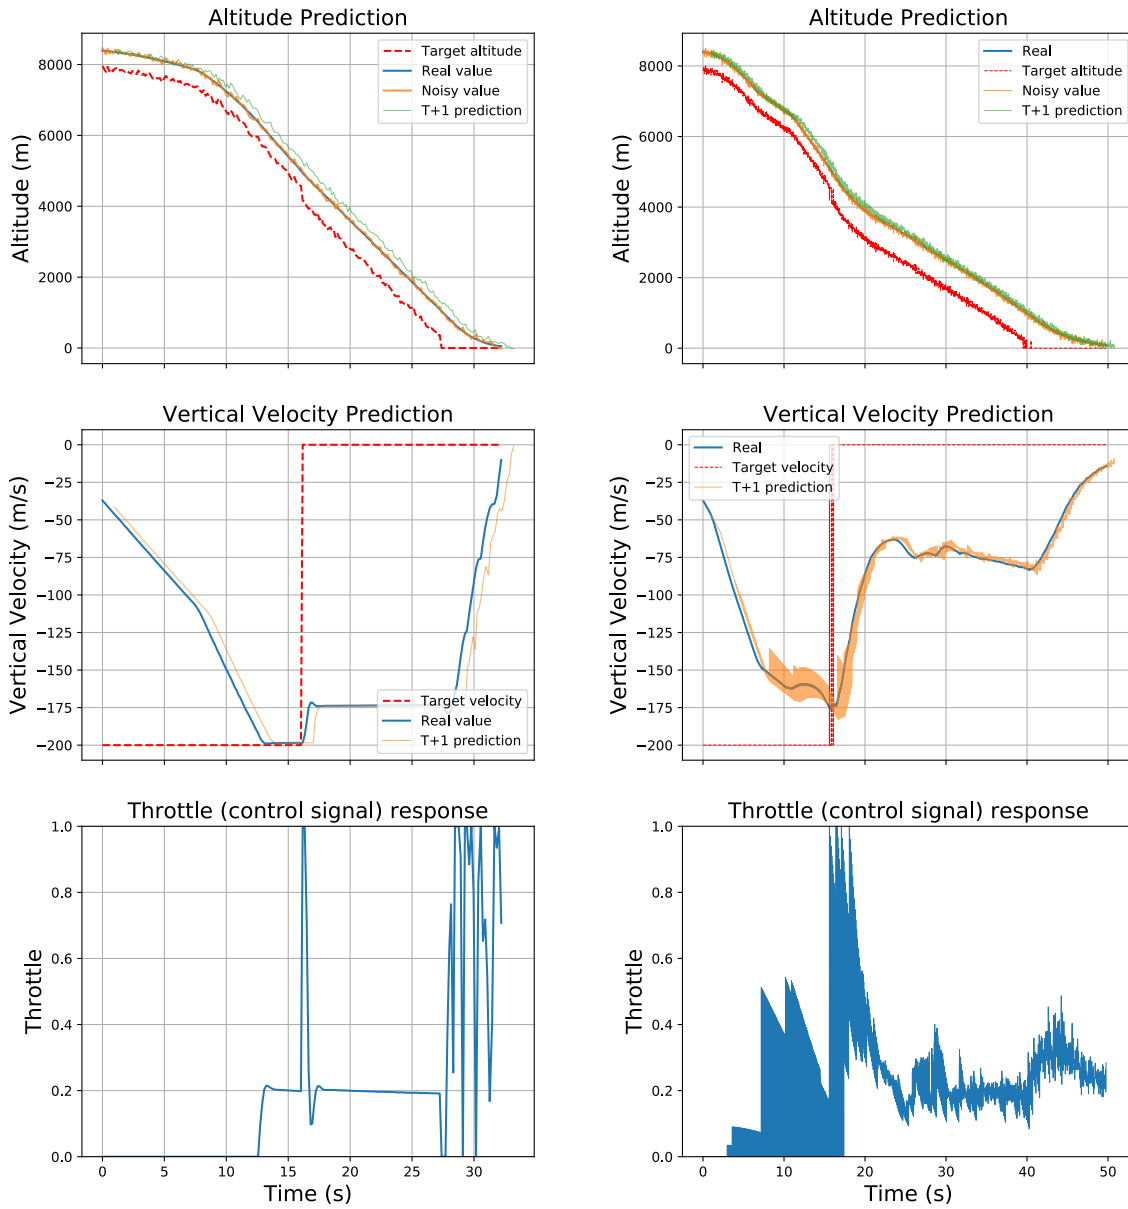 Altitude Prediction
Altitude (m)
8000
6000
4000
2000
0
Target altitude
Real value
Noisy value
T+1 prediction
Altitude Prediction
Altitude (m)
8000
6000
4000
2000
0
Real
Target altitude
Noisy value
T+1 prediction
Vertical Velocity Prediction
Vertical Velocity (m/s)
0
−25
−50
−75
−100
−125
−150
−175
−200
Target velocity
Real value
T+1 prediction
Vertical Velocity Prediction
Vertical Velocity (m/s)
0
−25
−50
−75
−100
−125
−150
−175
−200
Real
Target velocity
T+1 prediction
Throttle (control signal) response
Throttle
1.0
0.8
0.6
0.4
0.2
0.0
0 5 10 15 20 25 30
Time (s)
Throttle (control signal) response
Throttle
1.0
0.8
0.6
0.4
0.2
0.0
0 10 20 30 40 50
Time (s)